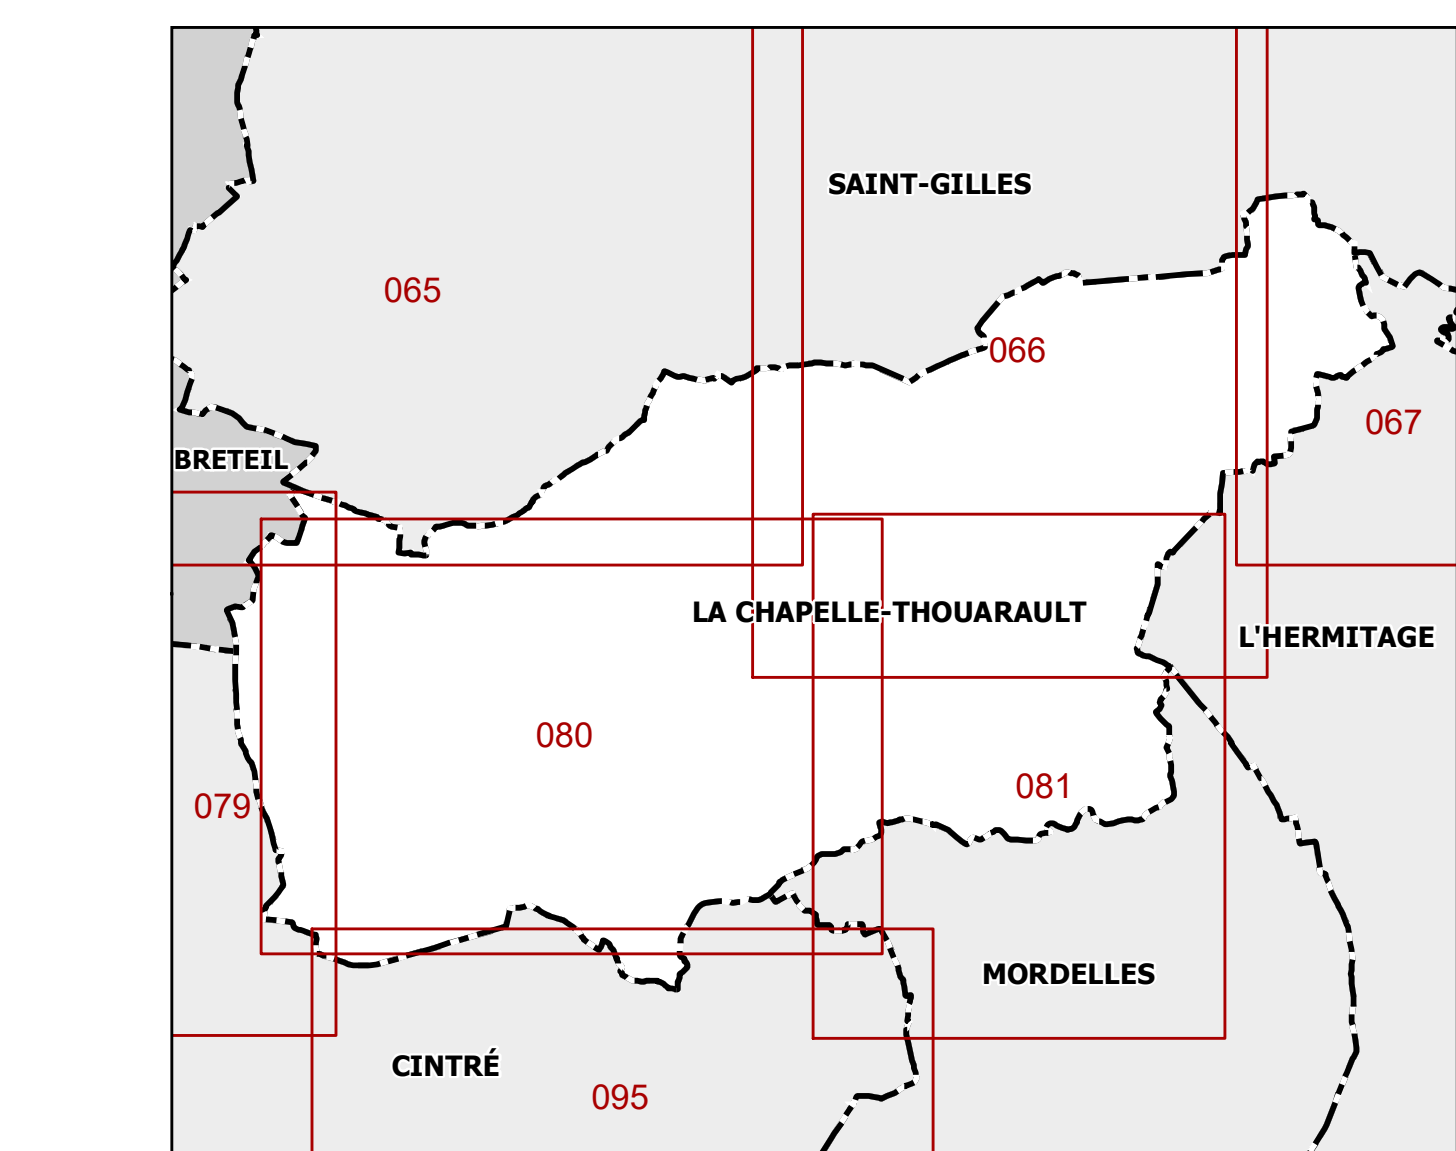 SAINT-GILLES
065
066
067
BRETEIL
LA CHAPELLE-THOUARAULT
L'HERMITAGE
080
081
079
MORDELLES
CINTRÉ
095